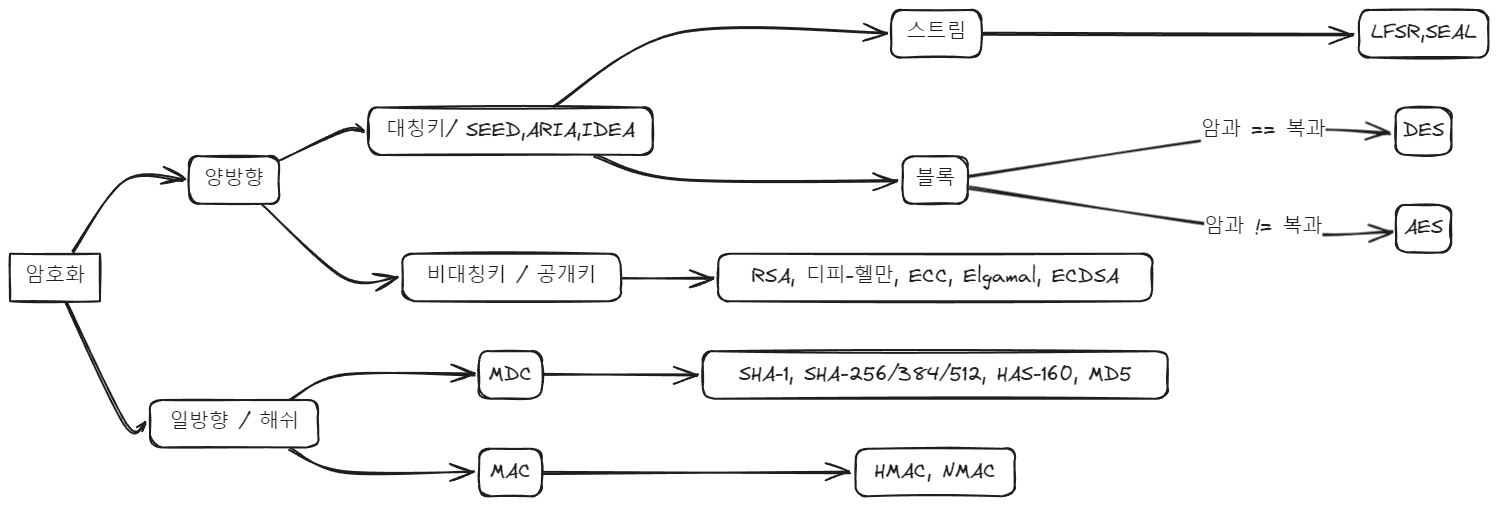 스트림
LFSR,SEAL
대칭키/ SEED,ARIA,IDEA
암과 == 복과
DES
양방향
블록
암과 != 복과
AES
암호화
비대칭키 / 공개키
RSA, 디피-헬만, ECC, Elgamal, ECDSA
MDC
SHA-1, SHA-256/384/512, HAS-160, MD5
일방향 / 해쉬
MAC
HMAC, NMAC